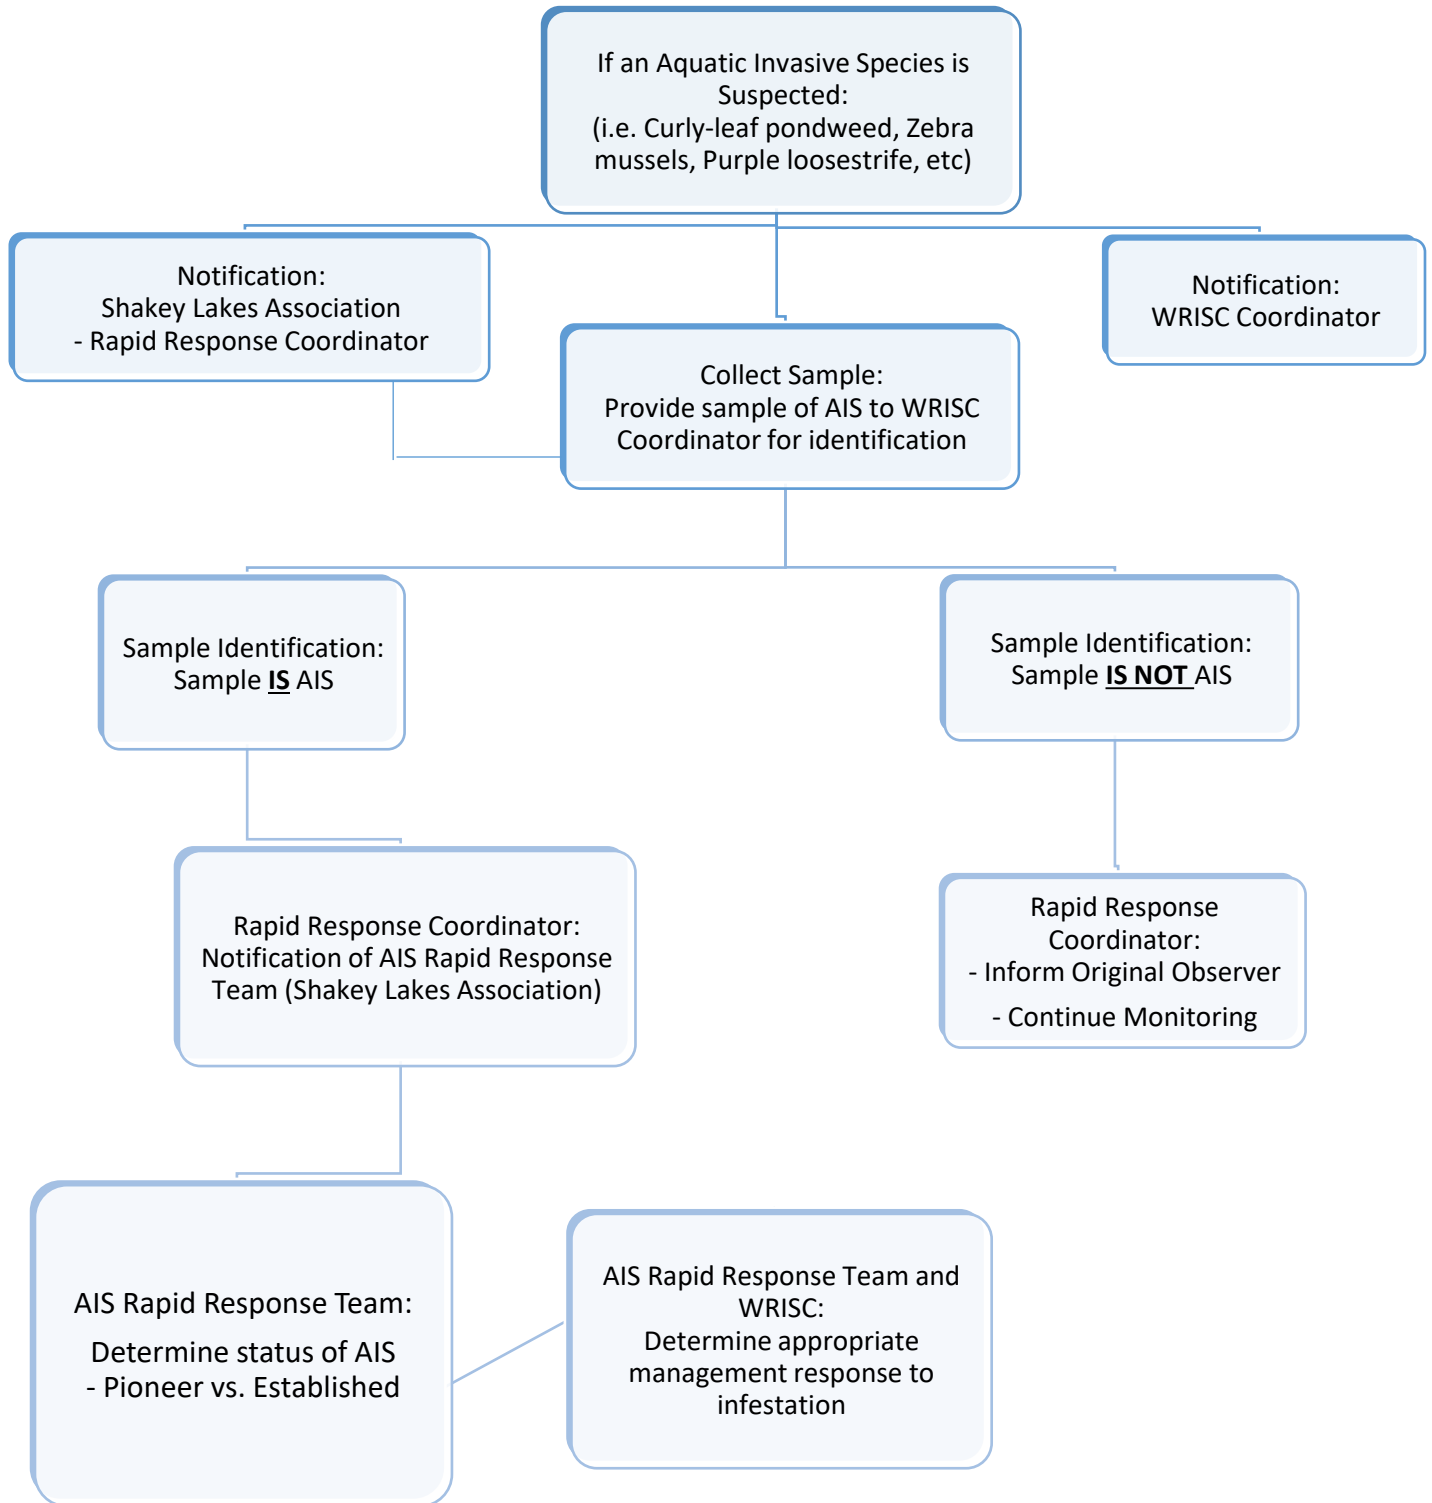 If an Aquatic Invasive Species is
Suspected:
(i.e. Curly-leaf pondweed, Zebra
mussels, Purple loosestrife, etc)
Notification:
Shakey Lakes Association
- Rapid Response Coordinator
Notification:
WRISC Coordinator
Collect Sample:
Provide sample of AIS to WRISC
Coordinator for identification
Sample Identification:
Sample IS AIS
Sample Identification:
Sample IS NOT AIS
Rapid Response Coordinator:
Notification of AIS Rapid Response
Team (Shakey Lakes Association)
Rapid Response
Coordinator:
- Inform Original Observer
- Continue Monitoring
AIS Rapid Response Team:
Determine status of AIS
- Pioneer vs. Established
AIS Rapid Response Team and
WRISC:
Determine appropriate
management response to
infestation